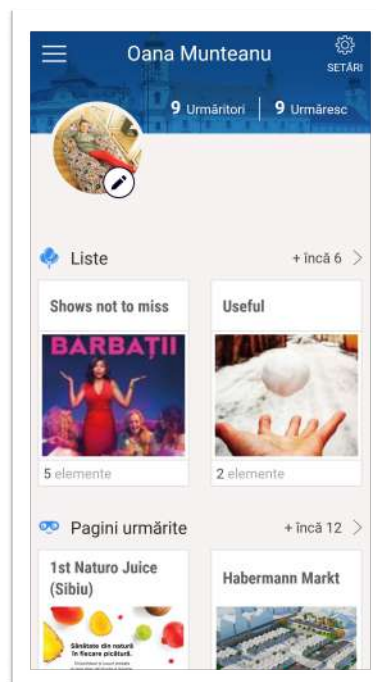 Oana Munteanu
SETĂRI
9 Urmăritori | 9 Urmăresc
Liste
+ încă 6
Shows not to miss
Useful
BARBAȚII
5 elemente
2 elemente
Pagini urmărite
+ încă 12
1st Naturo Juice
(Sibiu)
Habermann Markt
Sănătate din natură
în fiecare picătură.